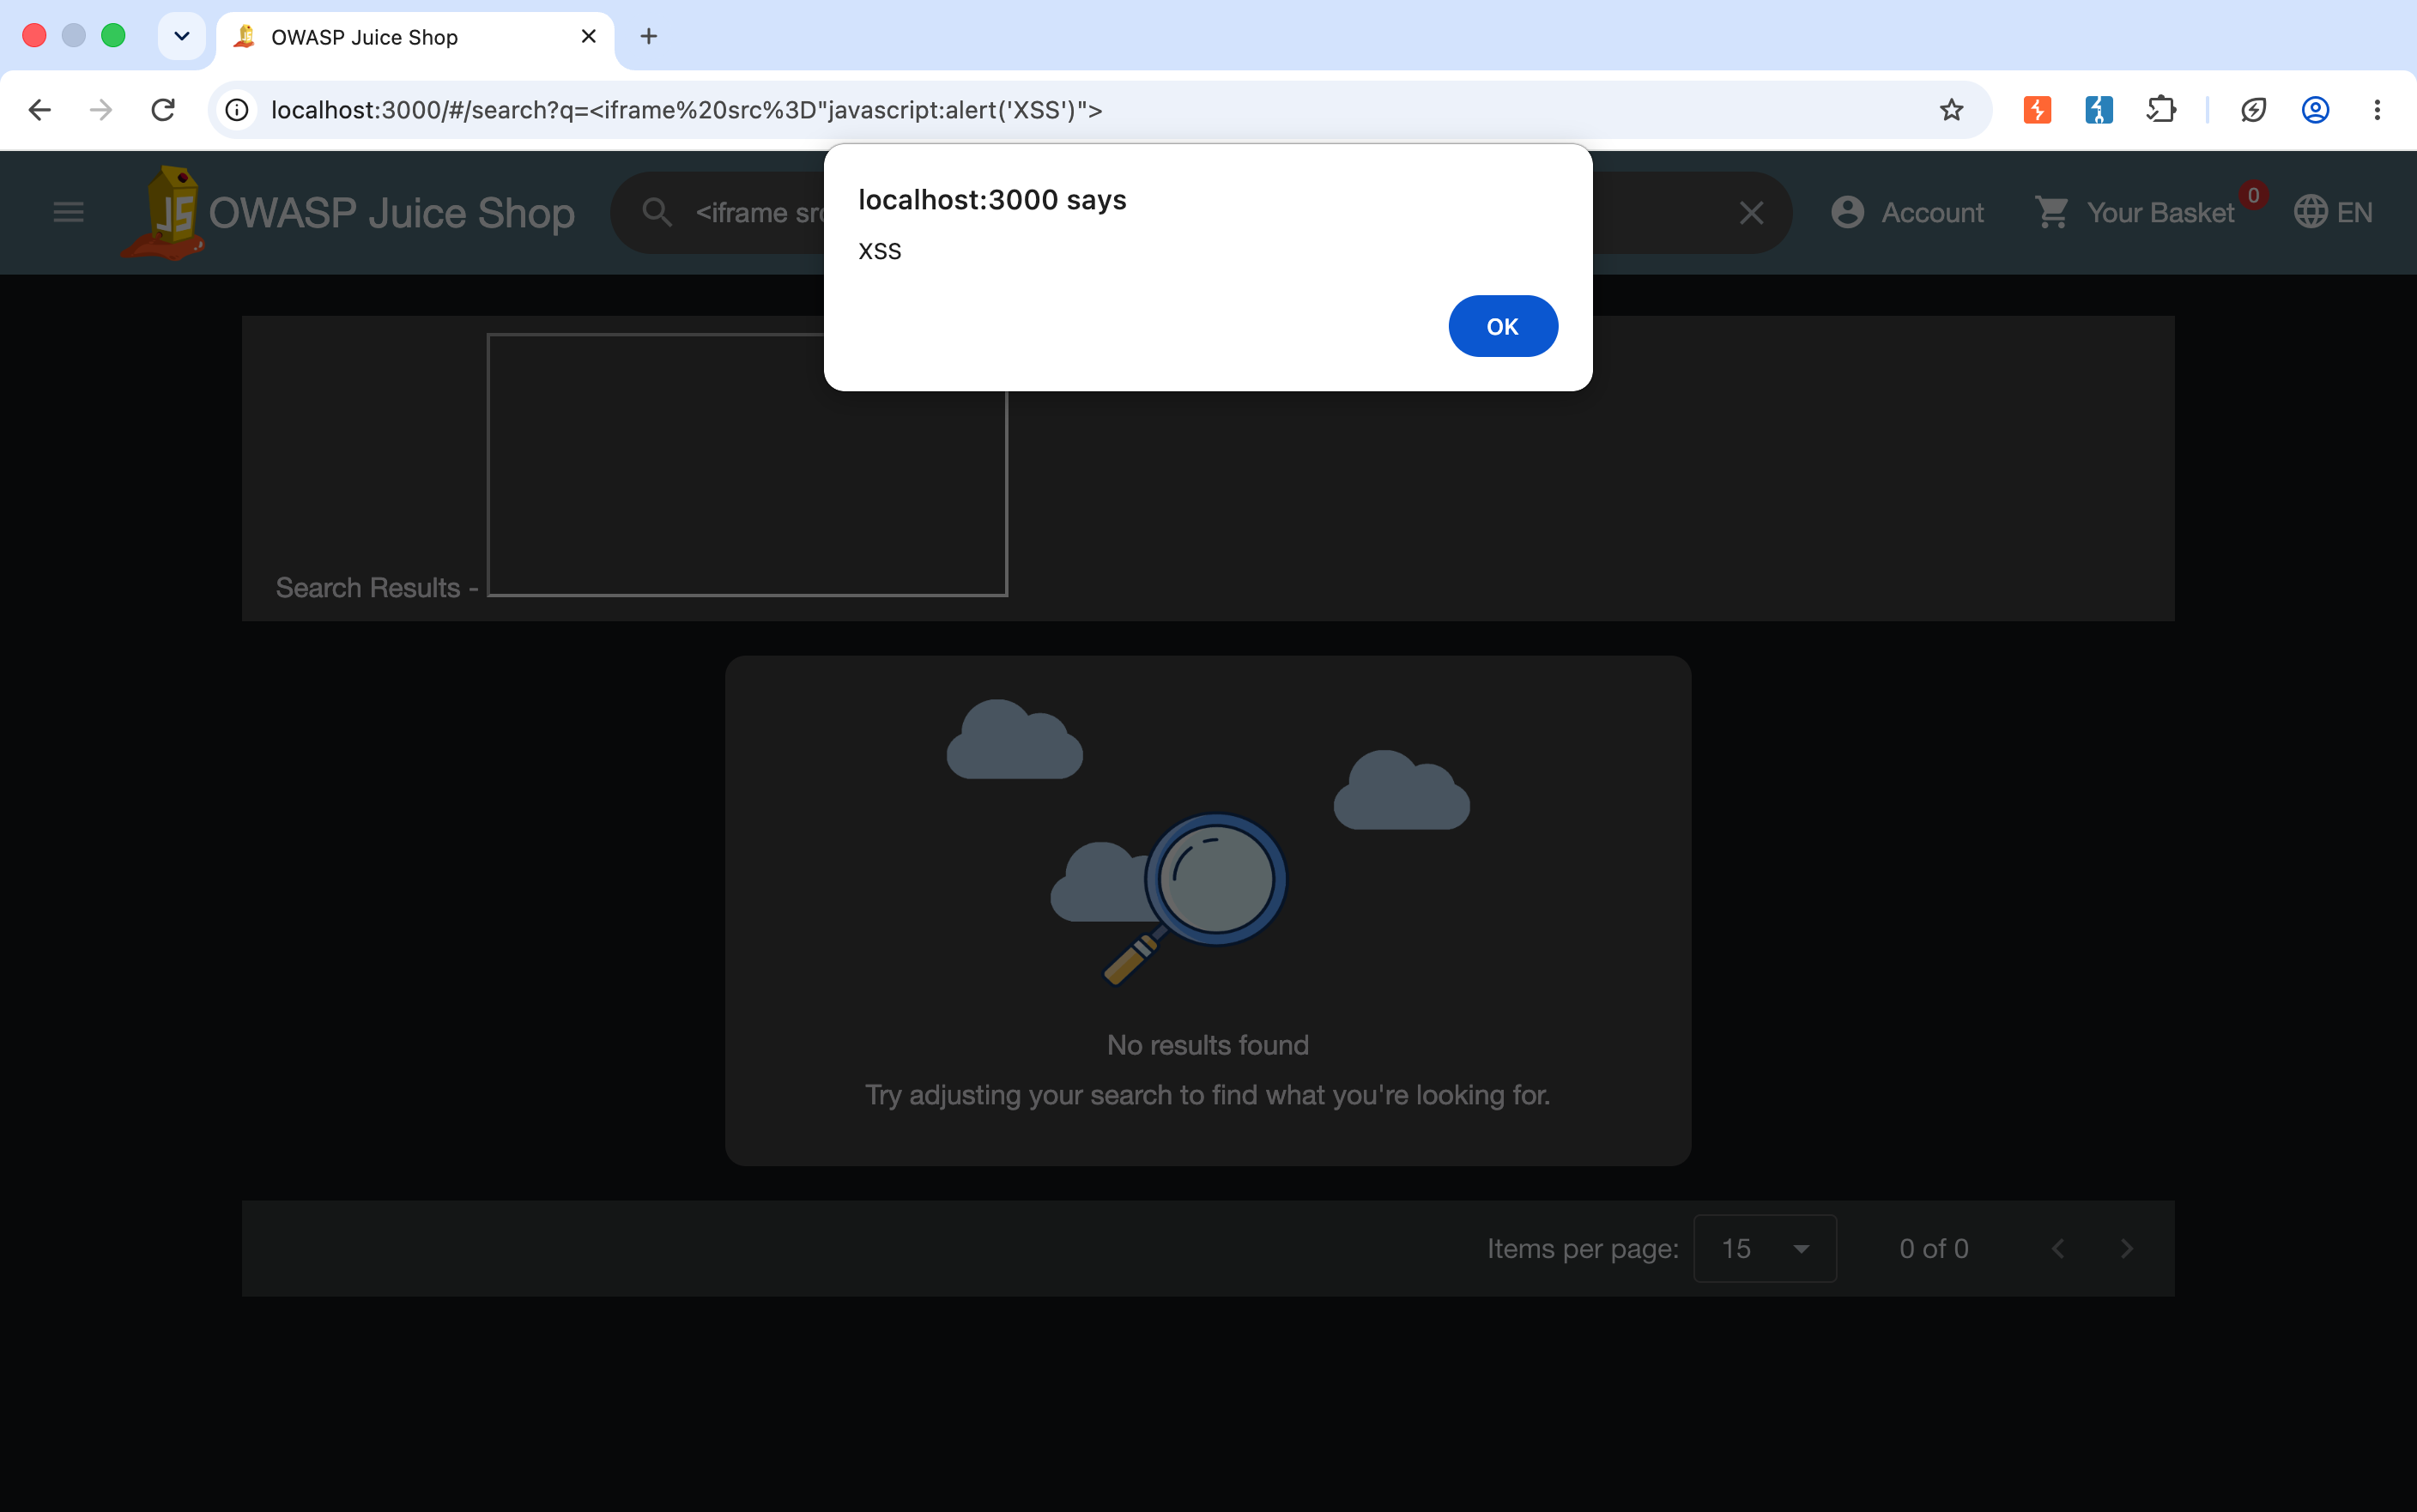 OWASP Juice Shop
localhost:3000/#/search?q=<iframe%20src%3D"javascript:alert('XSS')">
JS
OWASP Juice Shop
<iframe src
Account
Your Basket
0
EN
localhost:3000 says
XSS
OK
Search Results -
No results found
Try adjusting your search to find what you're looking for.
Items per page:
15
0 of 0